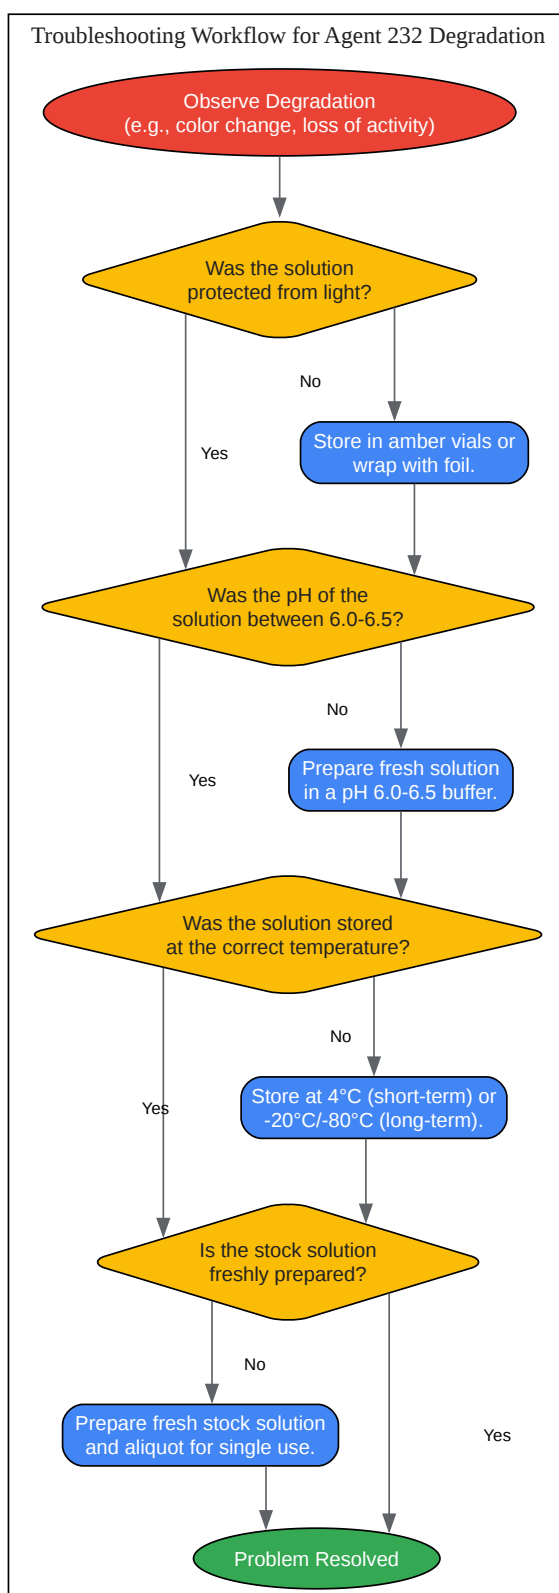 Troubleshooting Workflow for Agent 232 Degradation
Observe Degradation
(e.g., color change, loss of activity)
Was the solution
protected from light?
No
Store in amber vials or
wrap with foil.
Yes
Was the pH of the
solution between 6.0-6.5?
No
Prepare fresh solution
in a pH 6.0-6.5 buffer.
Yes
Was the solution stored
at the correct temperature?
No
Store at 4°C (short-term) or
-20°C/-80°C (long-term).
Yes
Is the stock solution
freshly prepared?
No
Prepare fresh stock solution
and aliquot for single use.
Yes
Problem Resolved